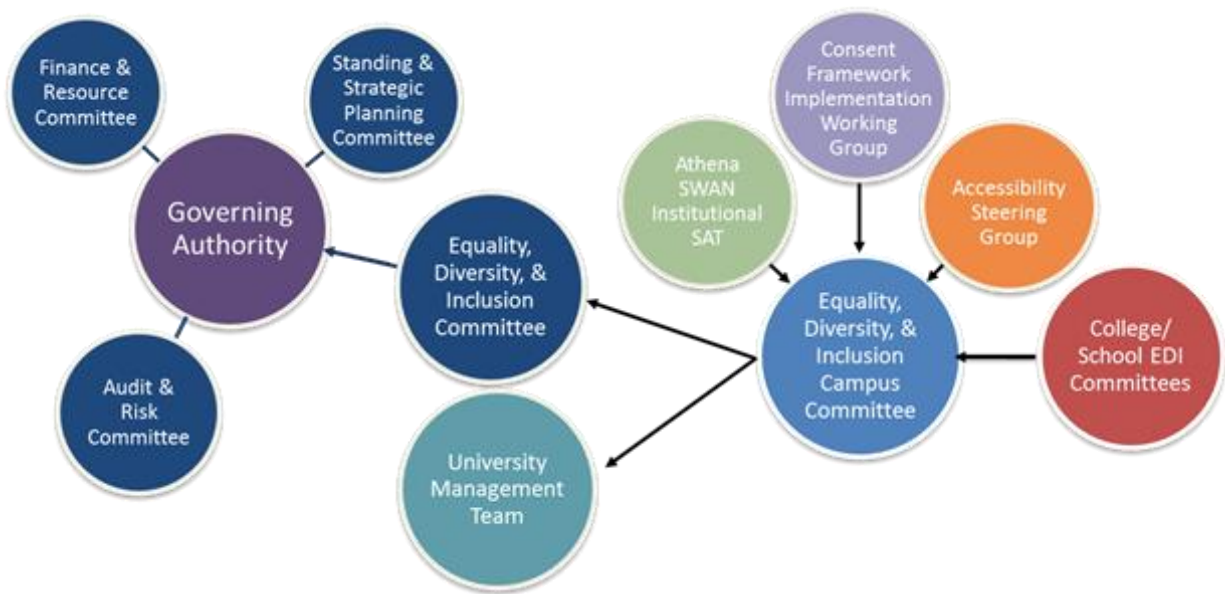 Finance &
Resource
Committee
Standing &
Strategic
Planning
Committee
Governing
Authority
Audit &
Risk
Committee
Equality,
Diversity, &
Inclusion
Committee
University
Management
Team
Athena
SWAN
Institutional
SAT
Consent
Framework
Implementation
Working
Group
Accessibility
Steering
Group
Equality,
Diversity, &
Inclusion
Campus
Committee
College/
School EDI
Committees